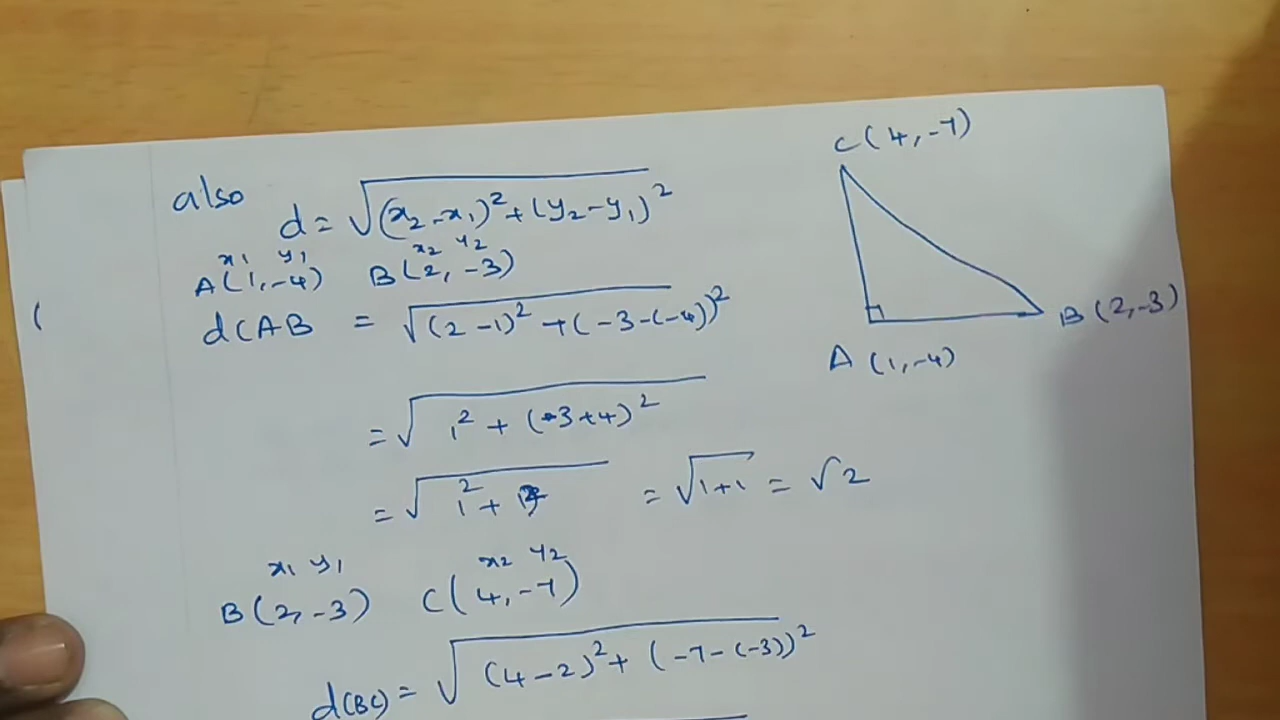 also
d = √(x₂-x₁)²+(y₂-y₁)²
x₁ y₁ x₂ y₂
A(1,-4) B(2,-3)
d(AB = √(2-1)²+(-3-(-4))²
= √1²+(-3+4)²
= √1²+1² = √1+1 = √2
x₁ y₁ x₂ y₂
B(2,-3) C(4,-7)
d(BC) = √(4-2)²+(-7-(-3))²
C(4,-7)
B(2,-3)
A(1,-4)
(